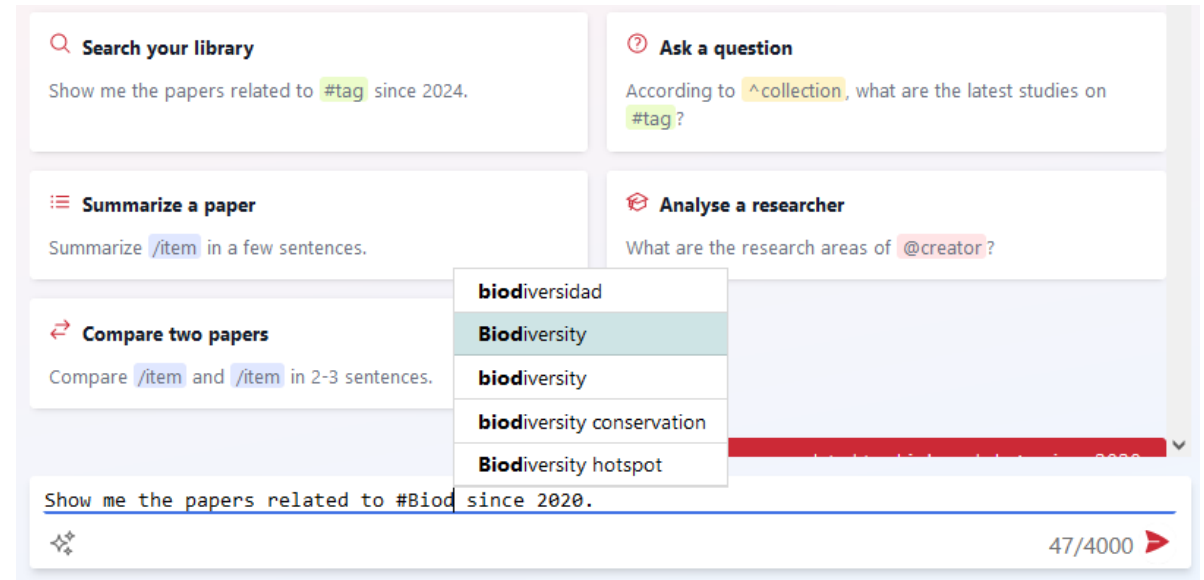 Search your library
Show me the papers related to #tag since 2024.
Ask a question
According to ^collection, what are the latest studies on
#tag?
Summarize a paper
Summarize /item in a few sentences.
Analyse a researcher
What are the research areas of @creator?
Compare two papers
Compare /item and /item in 2-3 sentences.
biodiversidad
Biodiversity
biodiversity
biodiversity conservation
Biodiversity hotspot
Show me the papers related to #Biod since 2020.
47/4000